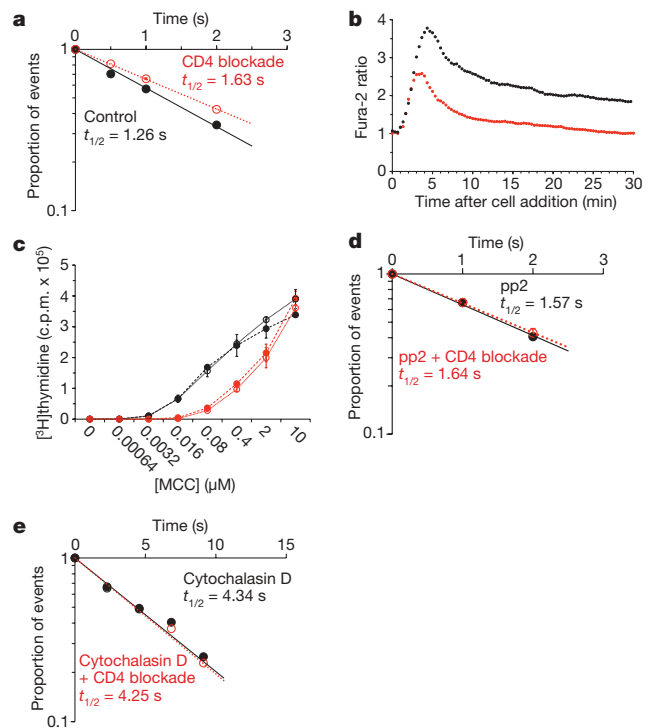 a
Time (s)
0 1 2 3
1
0.1
Proportion of events
CD4 blockade
t1/2 = 1.63 s
Control
t1/2 = 1.26 s
b
Fura-2 ratio
4
3
2
1
0
0 5 10 15 20 25 30
Time after cell addition (min)
c
[³H]thymidine (c.p.m. x 10⁵)
5
4
3
2
1
0
0 0.00064 0.0032 0.016 0.08 0.4 2 10
[MCC] (µM)
d
Time (s)
0 1 2 3
1
0.1
Proportion of events
pp2
t1/2 = 1.57 s
pp2 + CD4 blockade
t1/2 = 1.64 s
e
Time (s)
0 5 10 15
1
0.1
Proportion of events
Cytochalasin D
t1/2 = 4.34 s
Cytochalasin D
+ CD4 blockade
t1/2 = 4.25 s